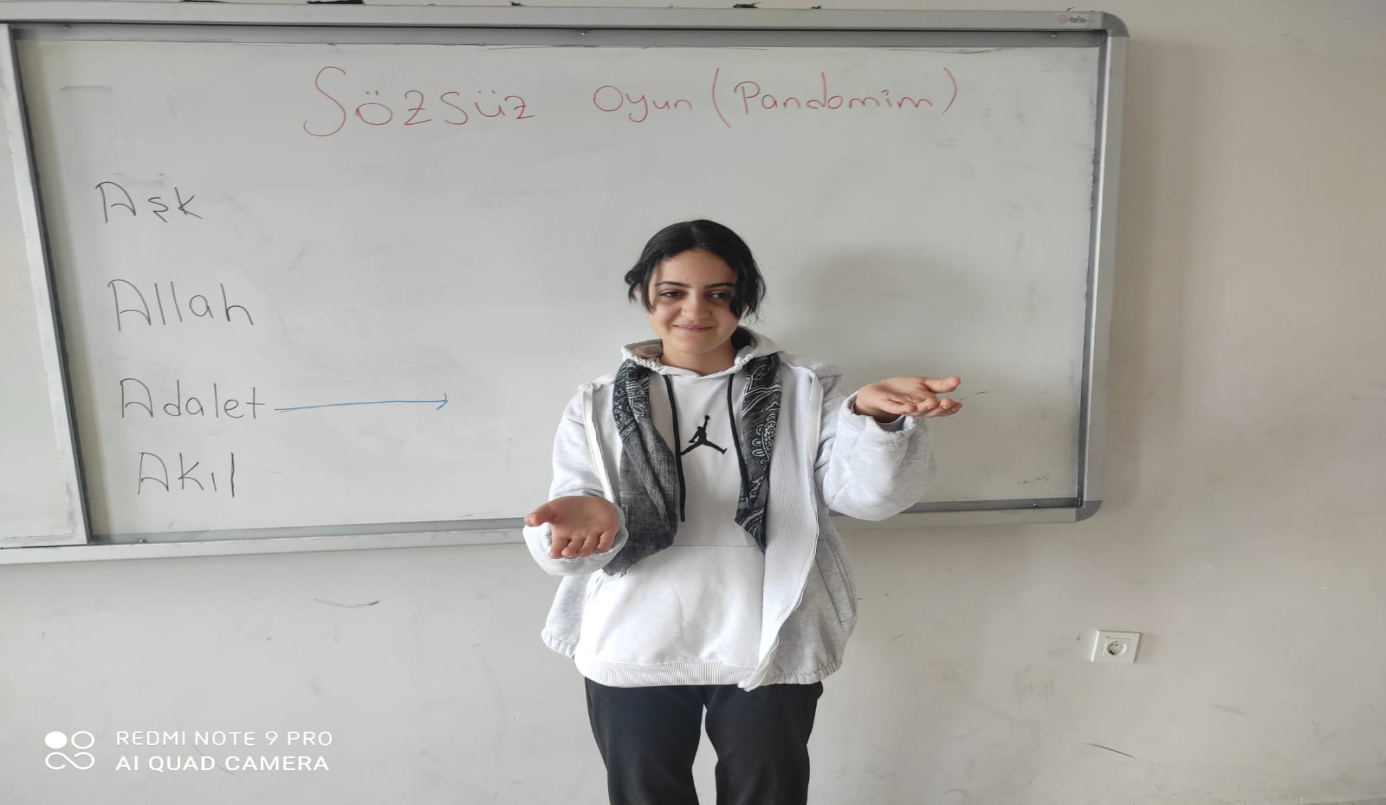 Sözsüz Oyun (Pandomim)
Aşk
Allah
Adalet
Akıl
REDMI NOTE 9 PRO
AI QUAD CAMERA